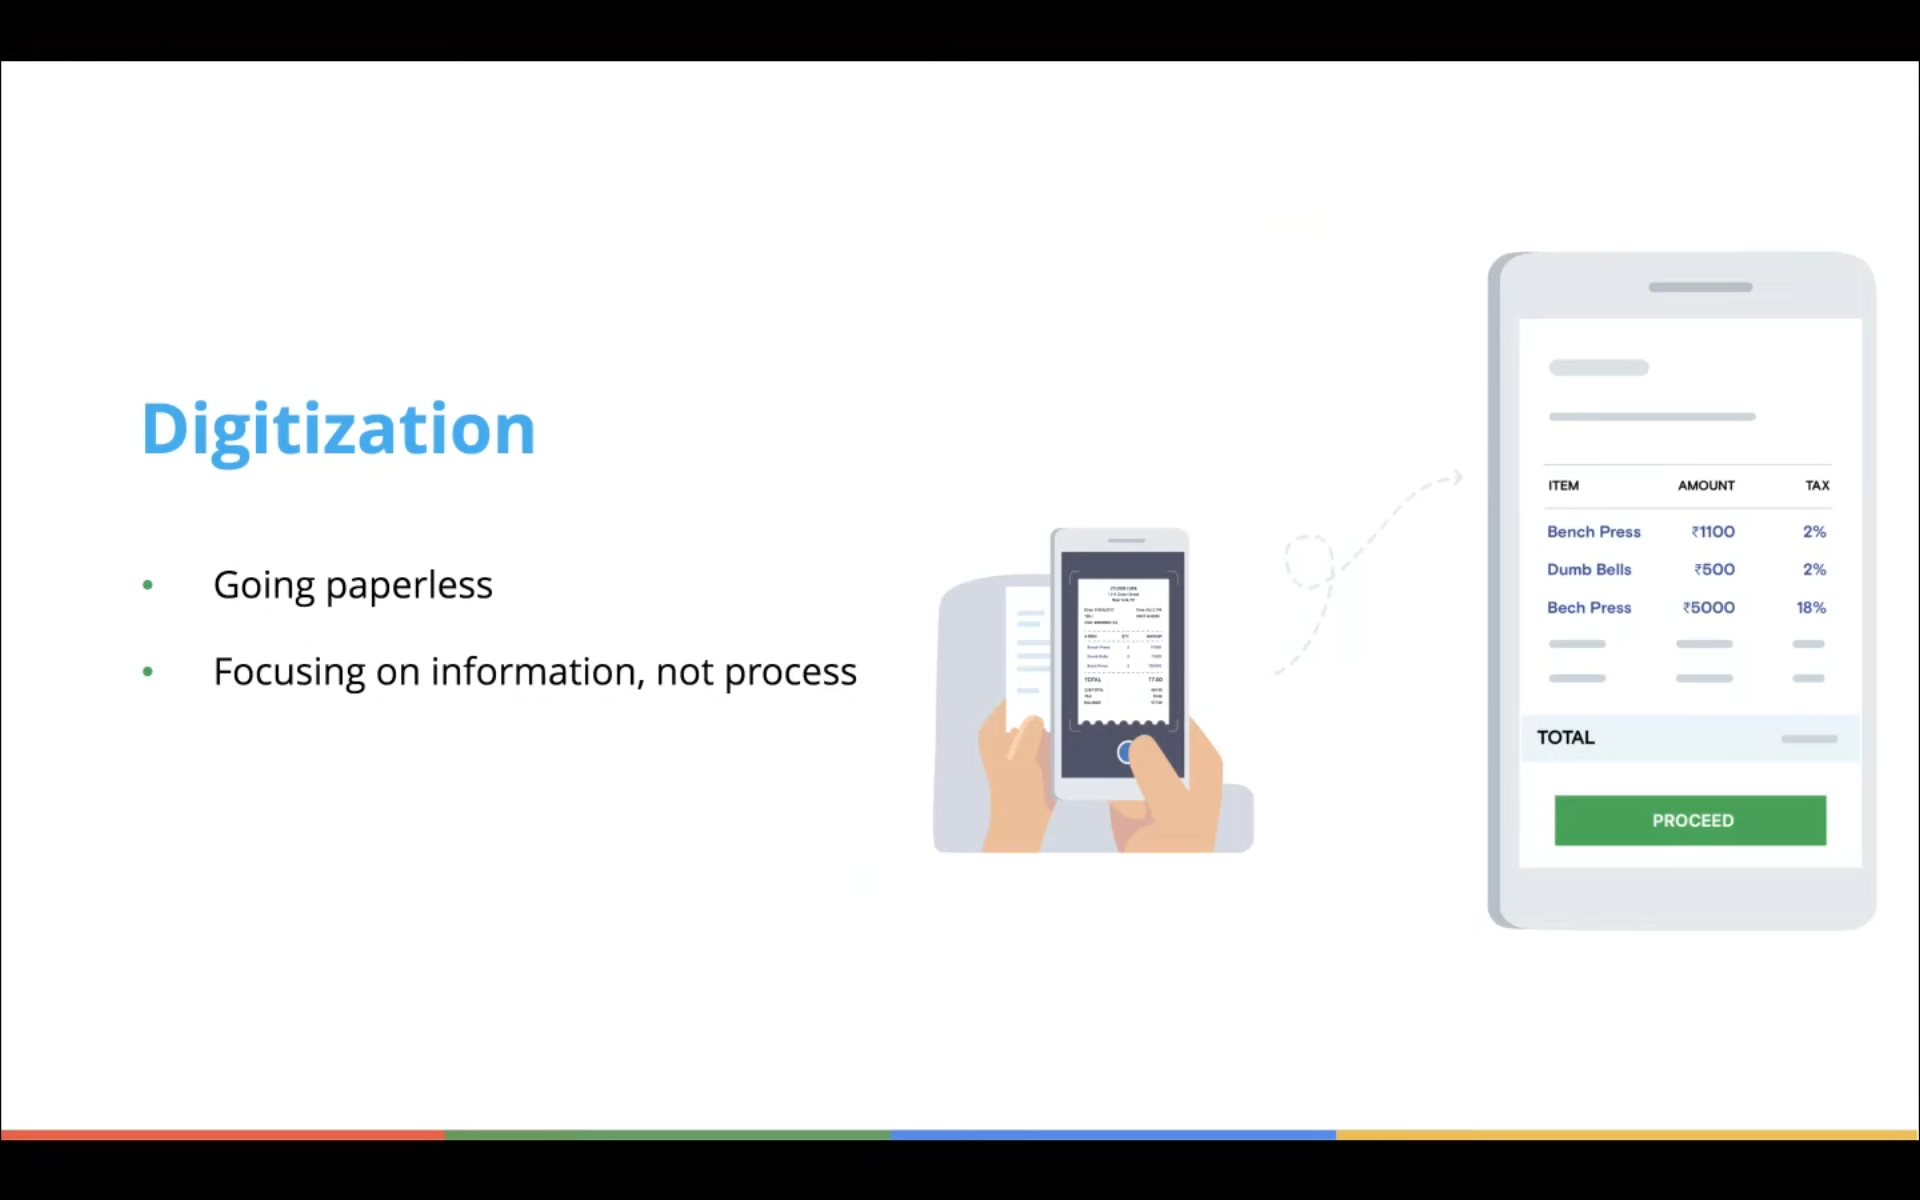 Digitization
• Going paperless
• Focusing on information, not process
TOTAL
ITEM AMOUNT TAX
Bench Press ₹1100 2%
Dumb Bells ₹500 2%
Bech Press ₹5000 18%
TOTAL
PROCEED